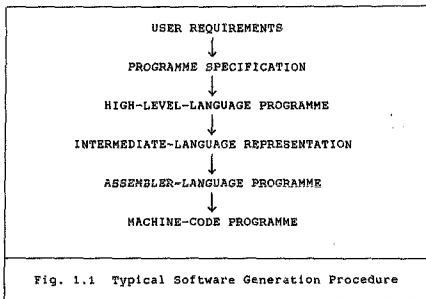 USER REQUIREMENTS
PROGRAMME SPECIFICATION
HIGH-LEVEL-LANGUAGE PROGRAMME
INTERMEDIATE-LANGUAGE REPRESENTATION
ASSEMBLER-LANGUAGE PROGRAMME
MACHINE-CODE PROGRAMME
Fig. 1.1 Typical Software Generation Procedure